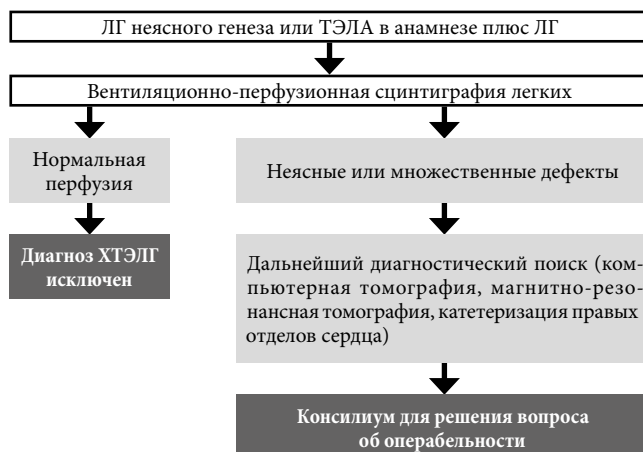 ЛГ неясного генеза или ТЭЛА в анамнезе плюс ЛГ
Вентиляционно-перфузионная сцинтиграфия легких
Нормальная
перфузия
Неясные или множественные дефекты
Диагноз ХТЭЛГ
исключен
Дальнейший диагностический поиск (ком-
пьютерная томография, магнитно-резо-
нансная томография, катетеризация правых
отделов сердца)
Консилиум для решения вопроса
об операбельности